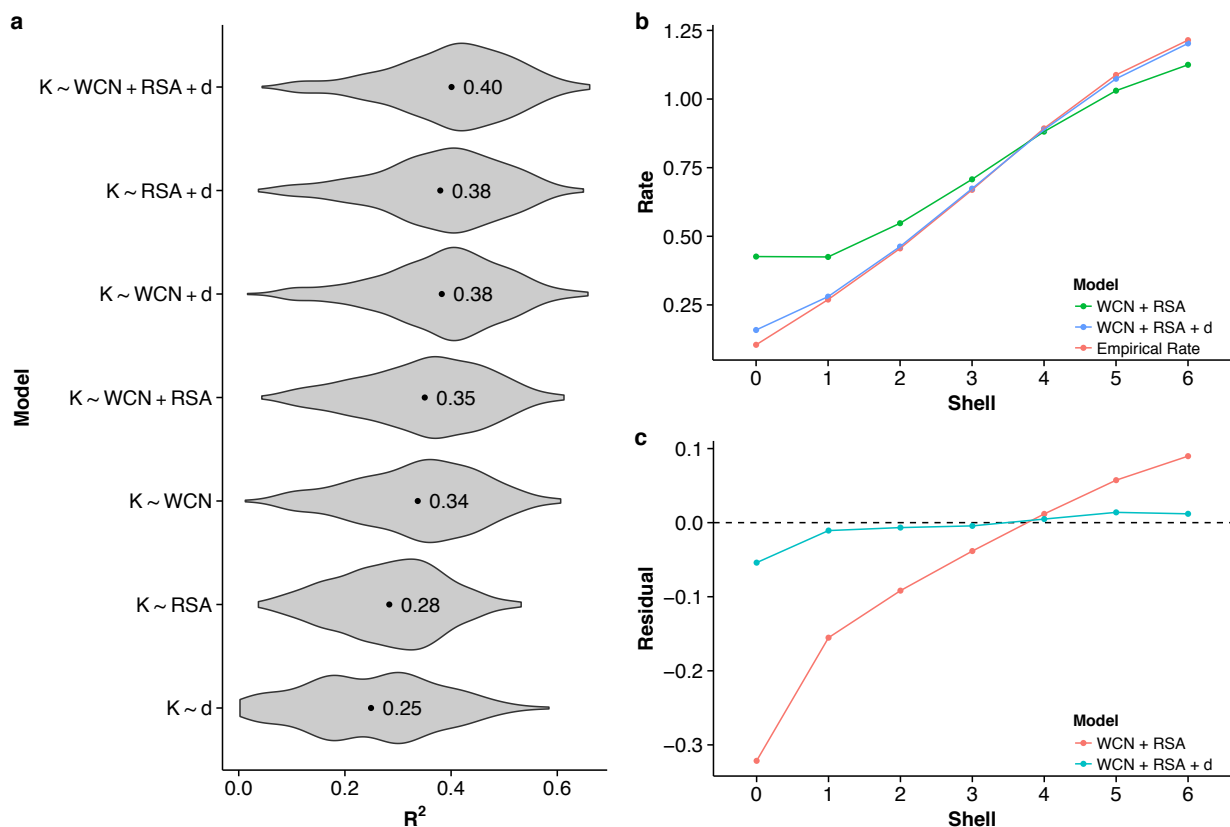 a
Model
K ~ WCN + RSA + d
0.40
K ~ RSA + d
0.38
K ~ WCN + d
0.38
K ~ WCN + RSA
0.35
K ~ WCN
0.34
K ~ RSA
0.28
K ~ d
0.25
0.0 0.2 0.4 0.6
R²
b
Rate
1.25
1.00
0.75
0.50
0.25
Model
WCN + RSA
WCN + RSA + d
Empirical Rate
0 1 2 3 4 5 6
Shell
c
Residual
0.1
0.0
−0.1
−0.2
−0.3
Model
WCN + RSA
WCN + RSA + d
0 1 2 3 4 5 6
Shell